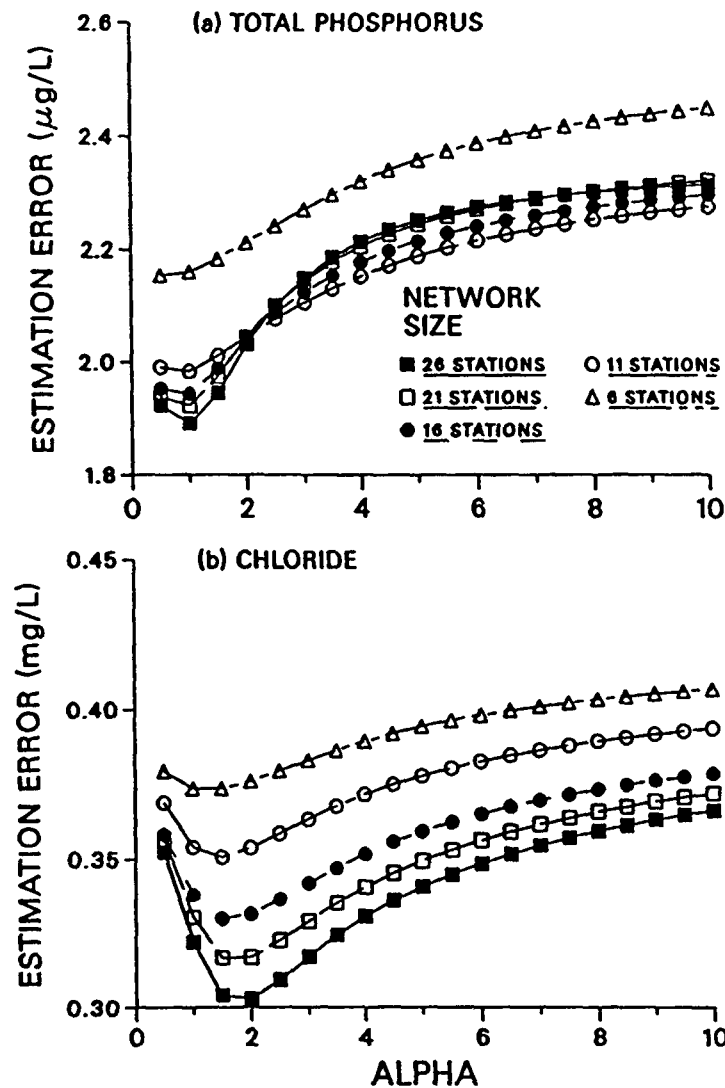 (a) TOTAL PHOSPHORUS
ESTIMATION ERROR (μg/L)
2.6
2.4
2.2
2.0
1.8
0 2 4 6 8 10
NETWORK
SIZE
26 STATIONS
21 STATIONS
16 STATIONS
11 STATIONS
6 STATIONS
(b) CHLORIDE
ESTIMATION ERROR (mg/L)
0.45
0.40
0.35
0.30
0 2 4 6 8 10
ALPHA